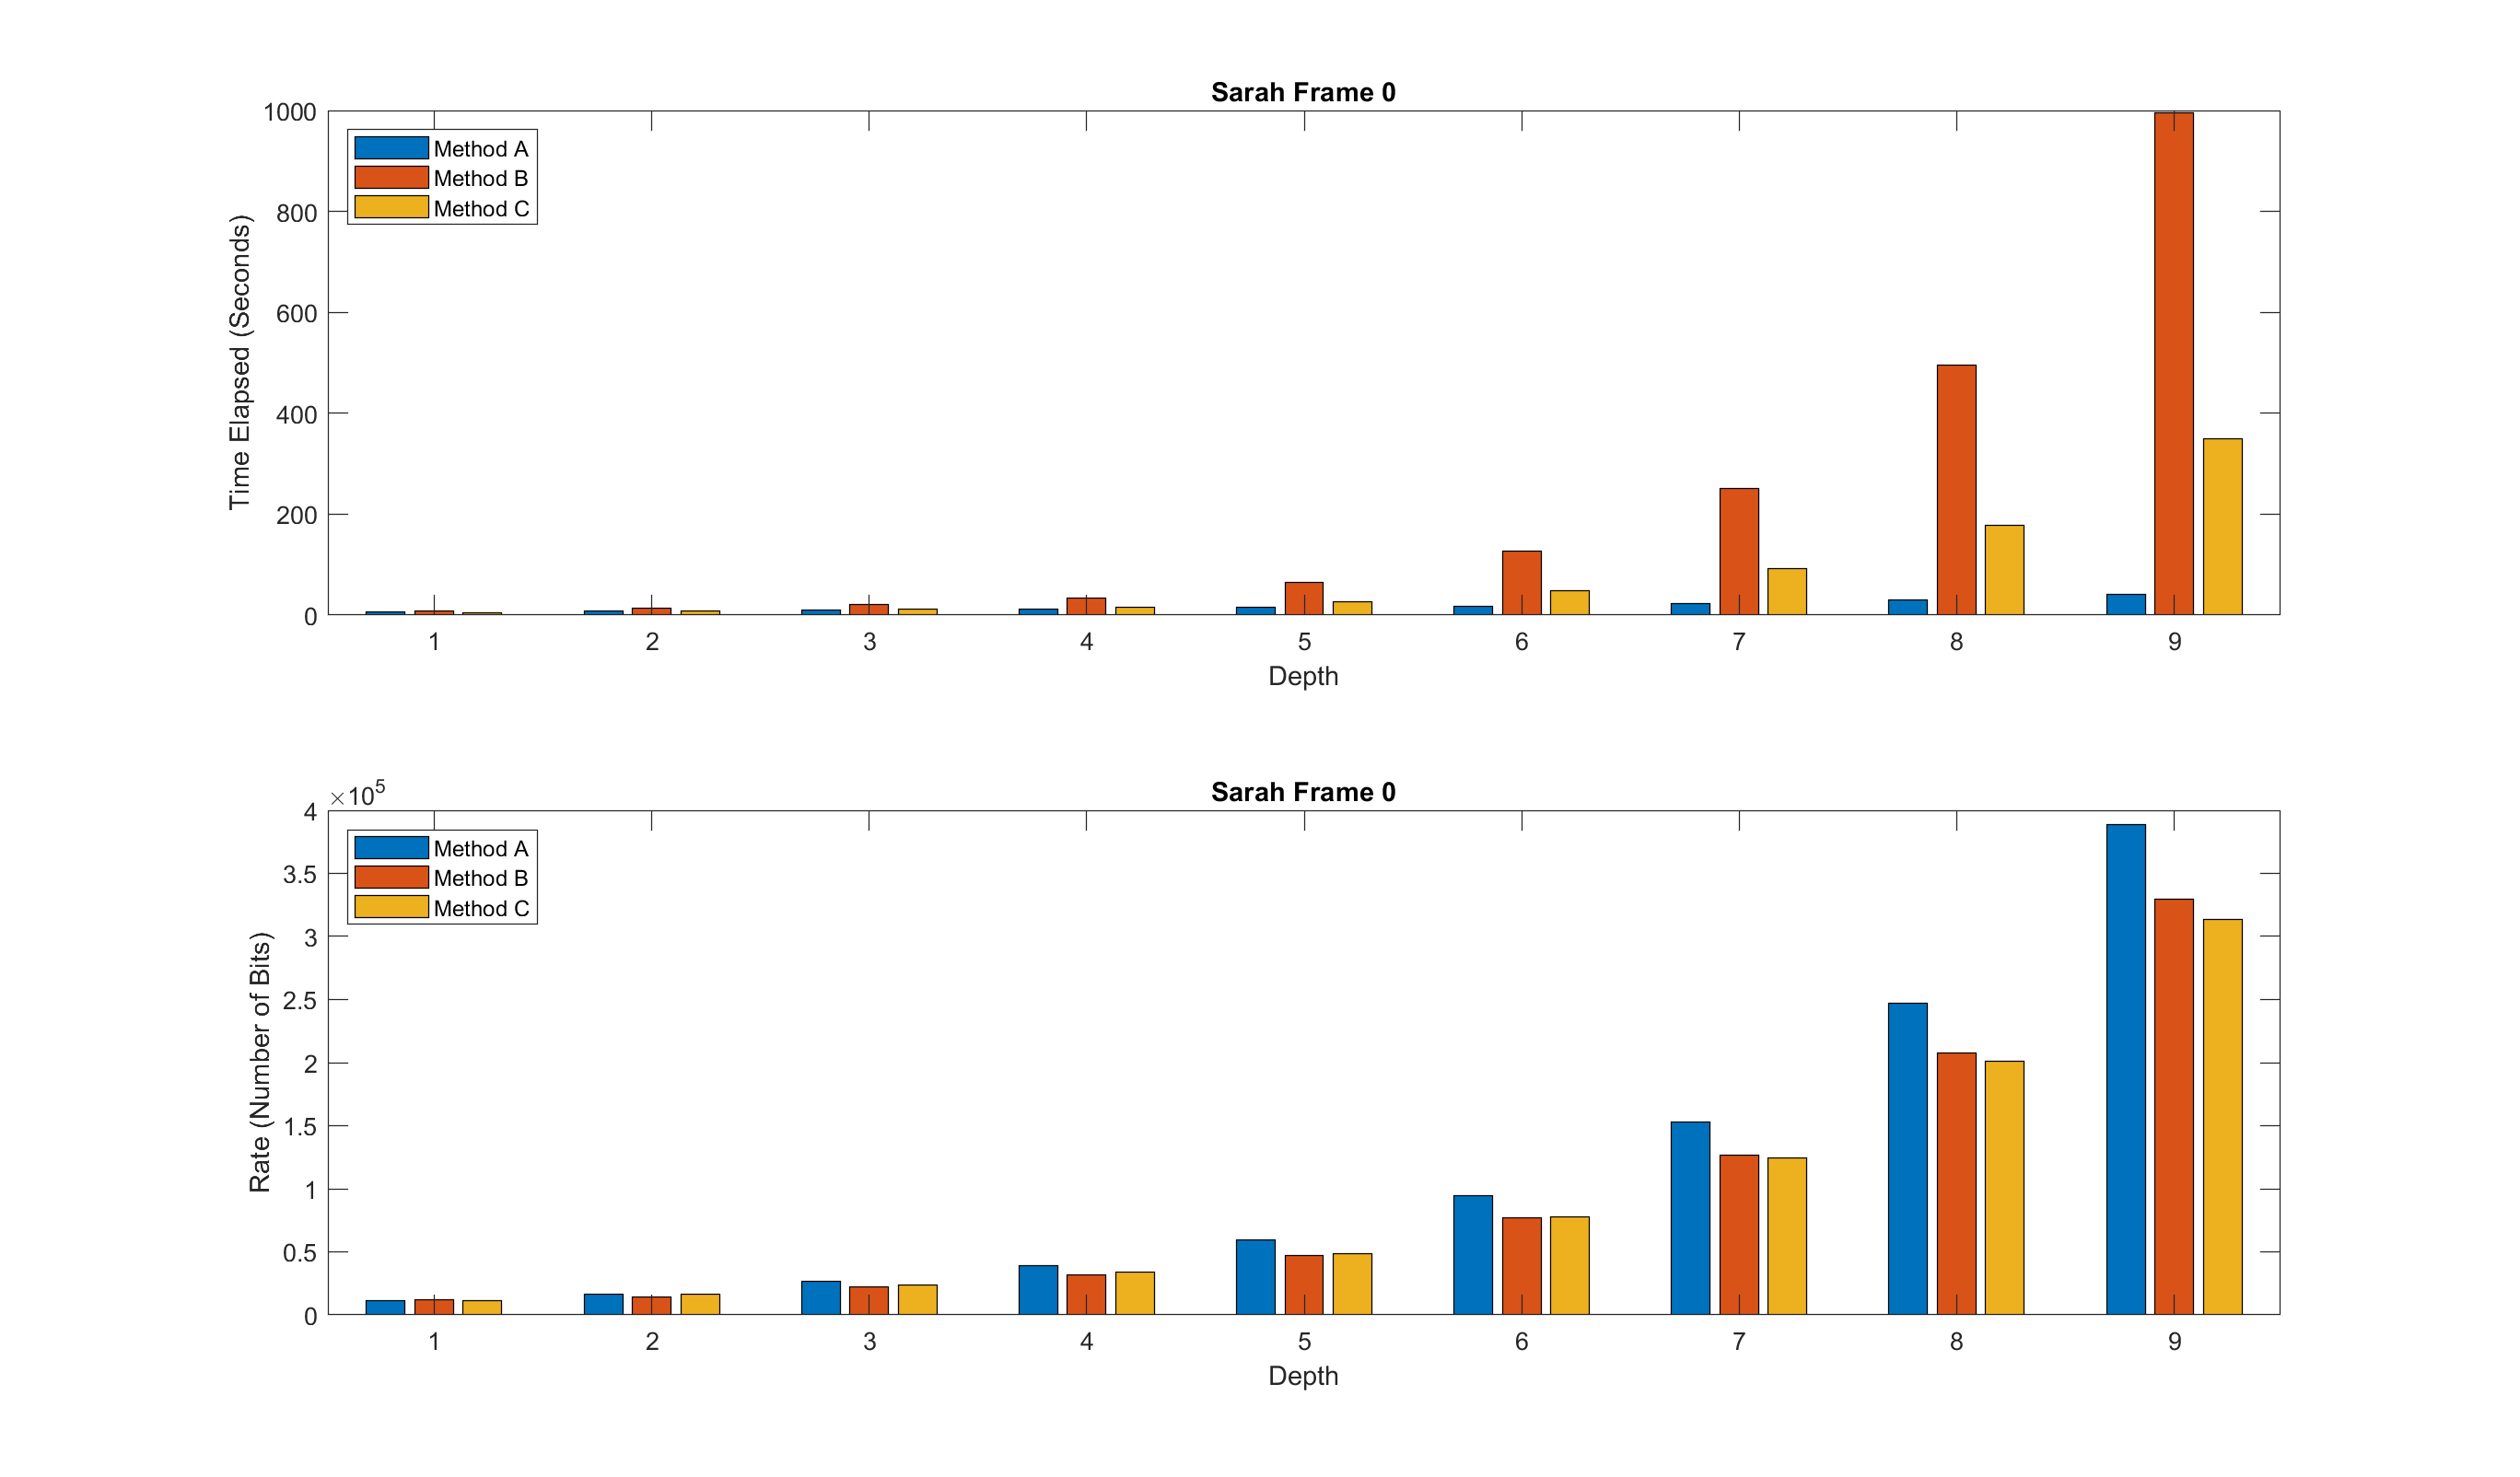 Sarah Frame 0
1000
800
600
400
200
0
Time Elapsed (Seconds)
Method A
Method B
Method C
1 2 3 4 5 6 7 8 9
Depth
Sarah Frame 0
×10⁵
4
3.5
3
2.5
2
1.5
1
0.5
0
Rate (Number of Bits)
Method A
Method B
Method C
1 2 3 4 5 6 7 8 9
Depth